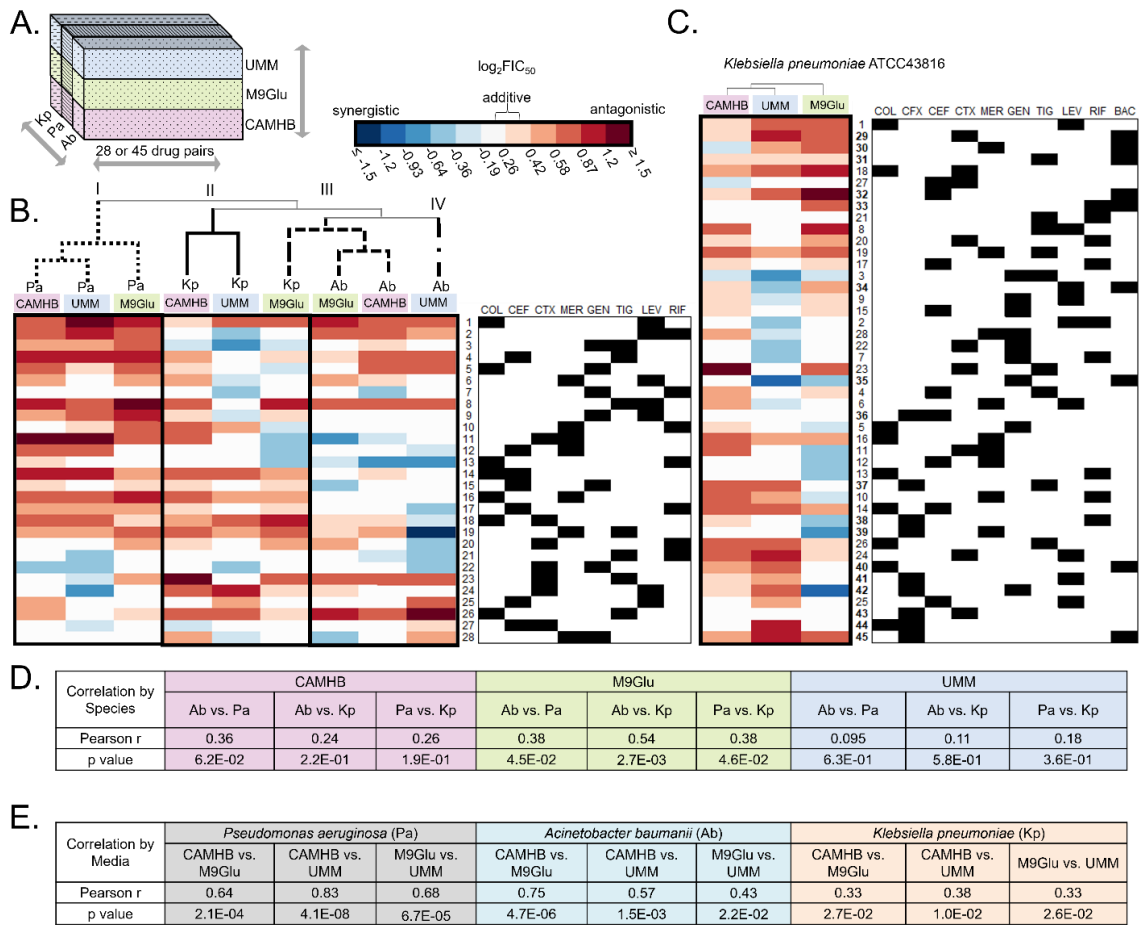 A.
UMM
M9Glu
CAMHB
Kp
Pa
Ab
28 or 45 drug pairs
log2FIC50
synergistic
additive
antagonistic
≤ -1.5
-1.2
-0.93
-0.64
-0.36
-0.19
0.26
0.42
0.58
0.87
1.2
≥ 1.5
C.
Klebsiella pneumoniae ATCC43816
CAMHB UMM M9Glu
COL CFX CEF CTX MER GEN TIG LEV RIF BAC
1
29
30
31
18
27
32
33
21
8
20
19
17
3
34
9
15
2
28
22
7
23
35
4
6
36
5
16
11
12
13
37
10
14
38
39
26
24
40
41
42
25
43
44
45
B.
I II III IV
Pa Pa Pa Kp Kp Kp Ab Ab Ab
CAMHB UMM M9Glu CAMHB UMM M9Glu M9Glu CAMHB UMM
COL CEF CTX MER GEN TIG LEV RIF
1
2
3
4
5
6
7
8
9
10
11
12
13
14
15
16
17
18
19
20
21
22
23
24
25
26
27
28
D.
Correlation by Species
CAMHB M9Glu UMM
Ab vs. Pa Ab vs. Kp Pa vs. Kp Ab vs. Pa Ab vs. Kp Pa vs. Kp Ab vs. Pa Ab vs. Kp Pa vs. Kp
Pearson r 0.36 0.24 0.26 0.38 0.54 0.38 0.095 0.11 0.18
p value 6.2E-02 2.2E-01 1.9E-01 4.5E-02 2.7E-03 4.6E-02 6.3E-01 5.8E-01 3.6E-01
E.
Correlation by Media
Pseudomonas aeruginosa (Pa) Acinetobacter baumanii (Ab) Klebsiella pneumoniae (Kp)
CAMHB vs. M9Glu CAMHB vs. UMM M9Glu vs. UMM CAMHB vs. M9Glu CAMHB vs. UMM M9Glu vs. UMM CAMHB vs. M9Glu CAMHB vs. UMM M9Glu vs. UMM
Pearson r 0.64 0.83 0.68 0.75 0.57 0.43 0.33 0.38 0.33
p value 2.1E-04 4.1E-08 6.7E-05 4.7E-06 1.5E-03 2.2E-02 2.7E-02 1.0E-02 2.6E-02